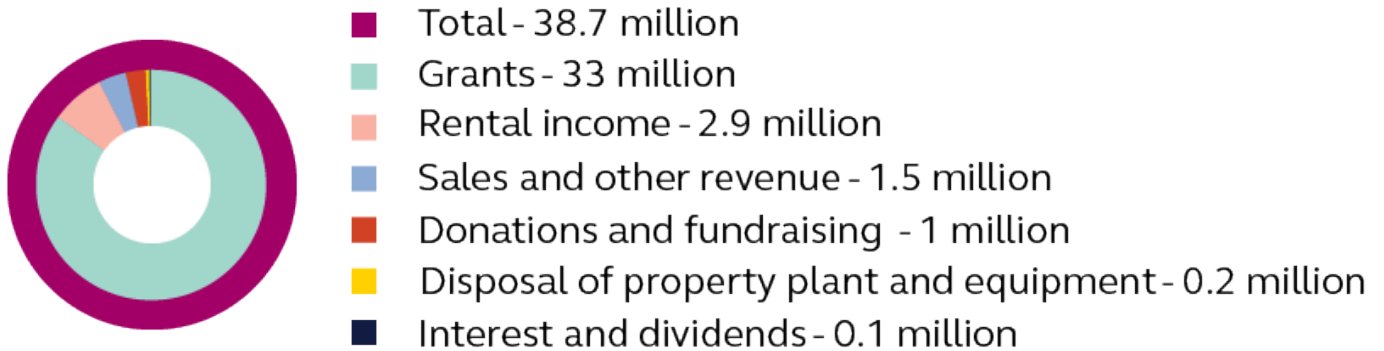 Total - 38.7 million
Grants - 33 million
Rental income - 2.9 million
Sales and other revenue - 1.5 million
Donations and fundraising - 1 million
Disposal of property plant and equipment - 0.2 million
Interest and dividends - 0.1 million